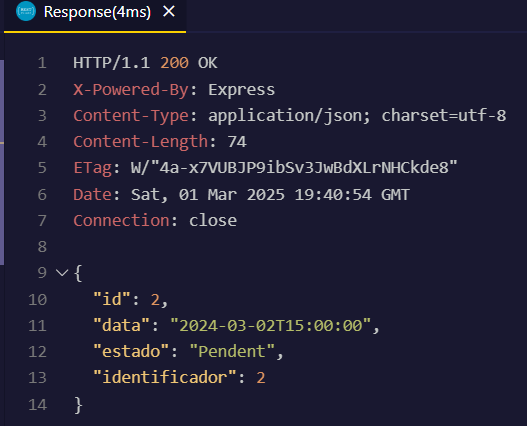 Response(4ms)
1 HTTP/1.1 200 OK
2 X-Powered-By: Express
3 Content-Type: application/json; charset=utf-8
4 Content-Length: 74
5 ETag: W/"4a-x7VUBJP9ibSv3JwBdXLrNHCkde8"
6 Date: Sat, 01 Mar 2025 19:40:54 GMT
7 Connection: close
8
9 {
10 "id": 2,
11 "data": "2024-03-02T15:00:00",
12 "estado": "Pendent",
13 "identificador": 2
14 }